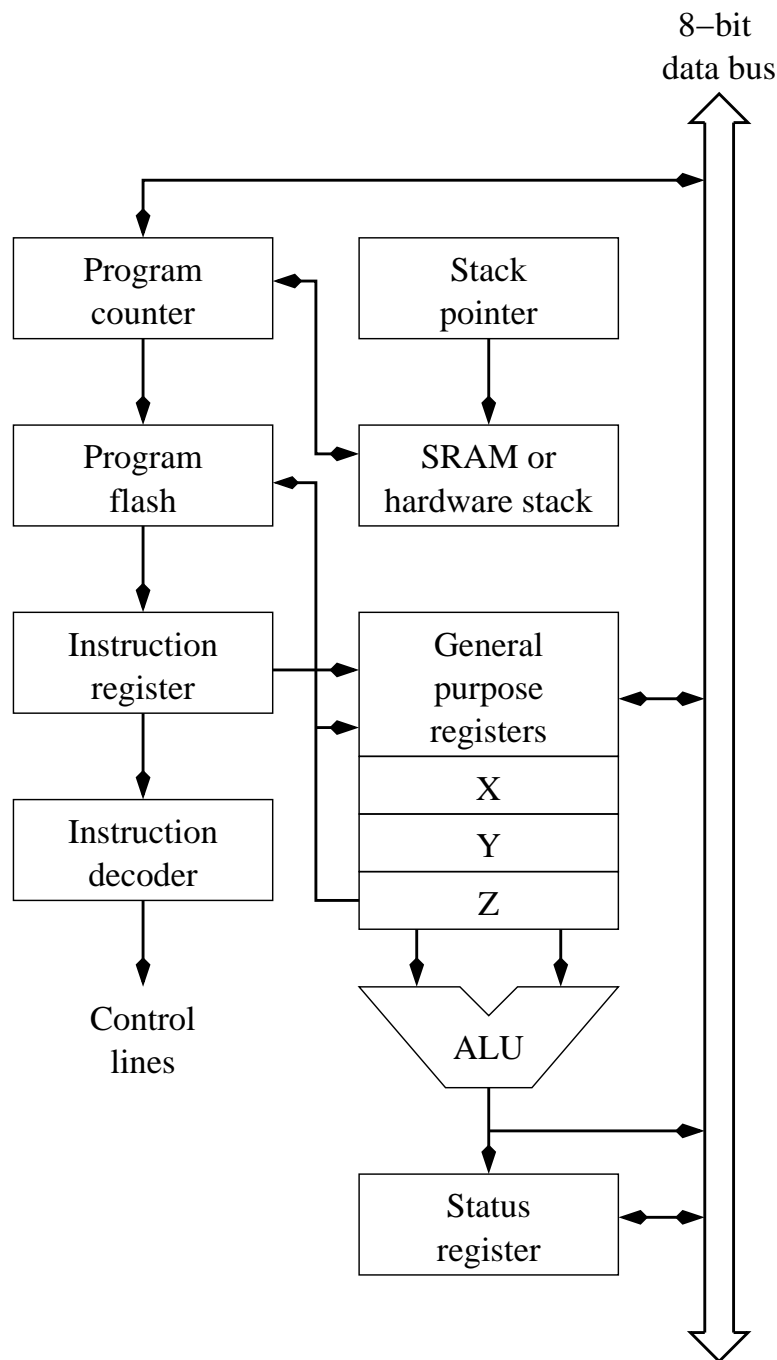 8–bit
data bus
Program
counter
Stack
pointer
Program
flash
SRAM or
hardware stack
Instruction
register
General
purpose
registers
X
Instruction
decoder
Y
Z
Control
lines
ALU
Status
register